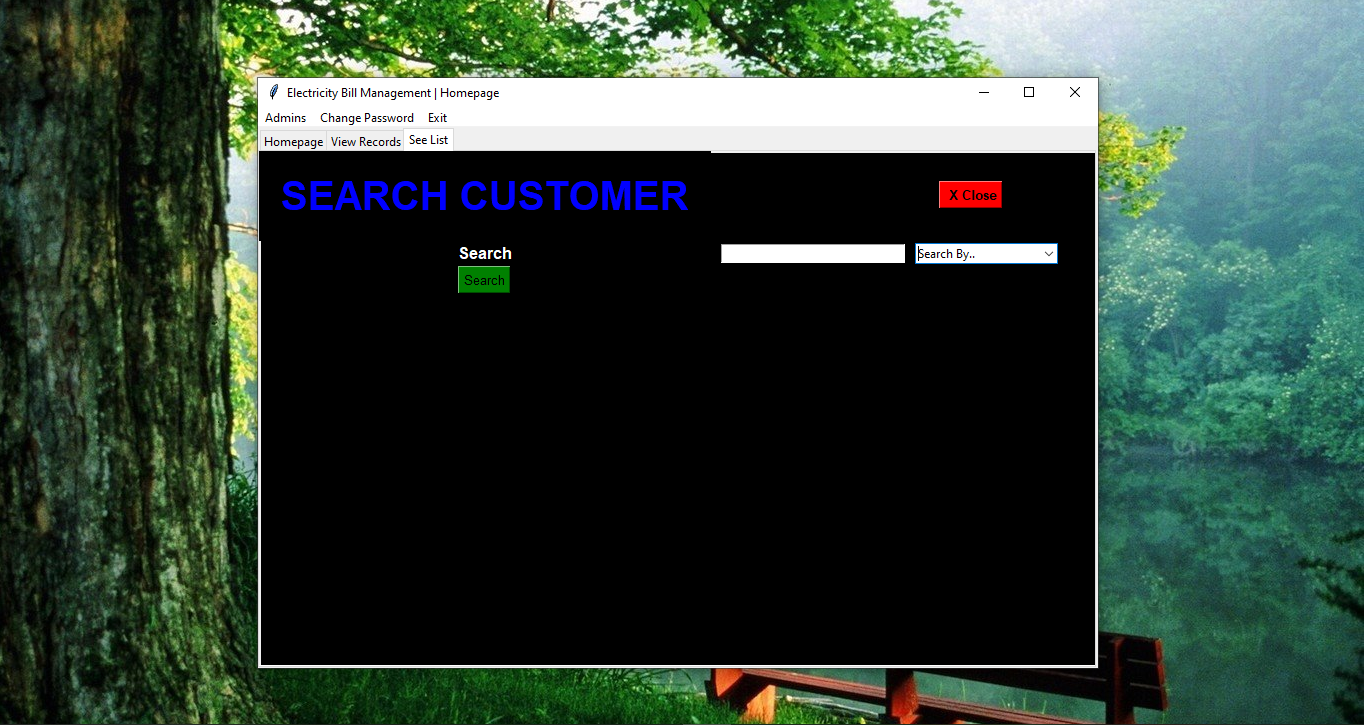 Electricity Bill Management | Homepage
Admins Change Password Exit
Homepage View Records See List
SEARCH CUSTOMER X Close
Search Search By..
Search